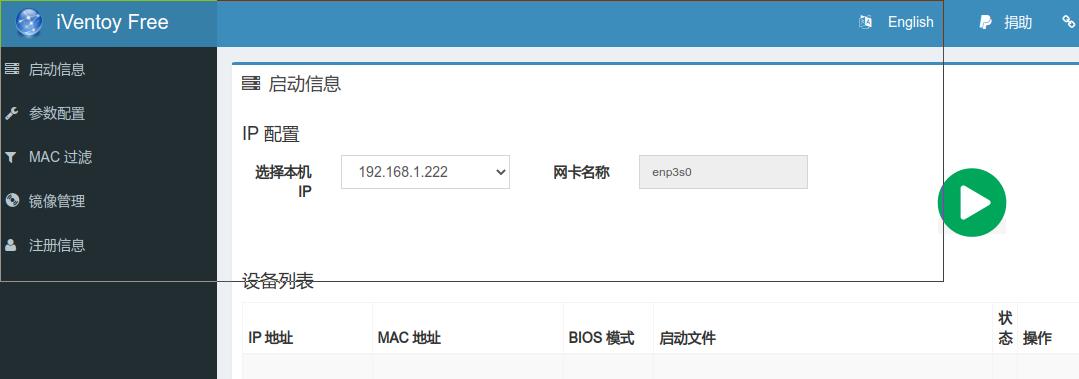 iVentoy Free
English
捐助
启动信息
参数配置
MAC 过滤
镜像管理
注册信息
启动信息
IP 配置
选择本机
IP
192.168.1.222
网卡名称
enp3s0
设备列表
IP 地址
MAC 地址
BIOS 模式
启动文件
状
态
操作